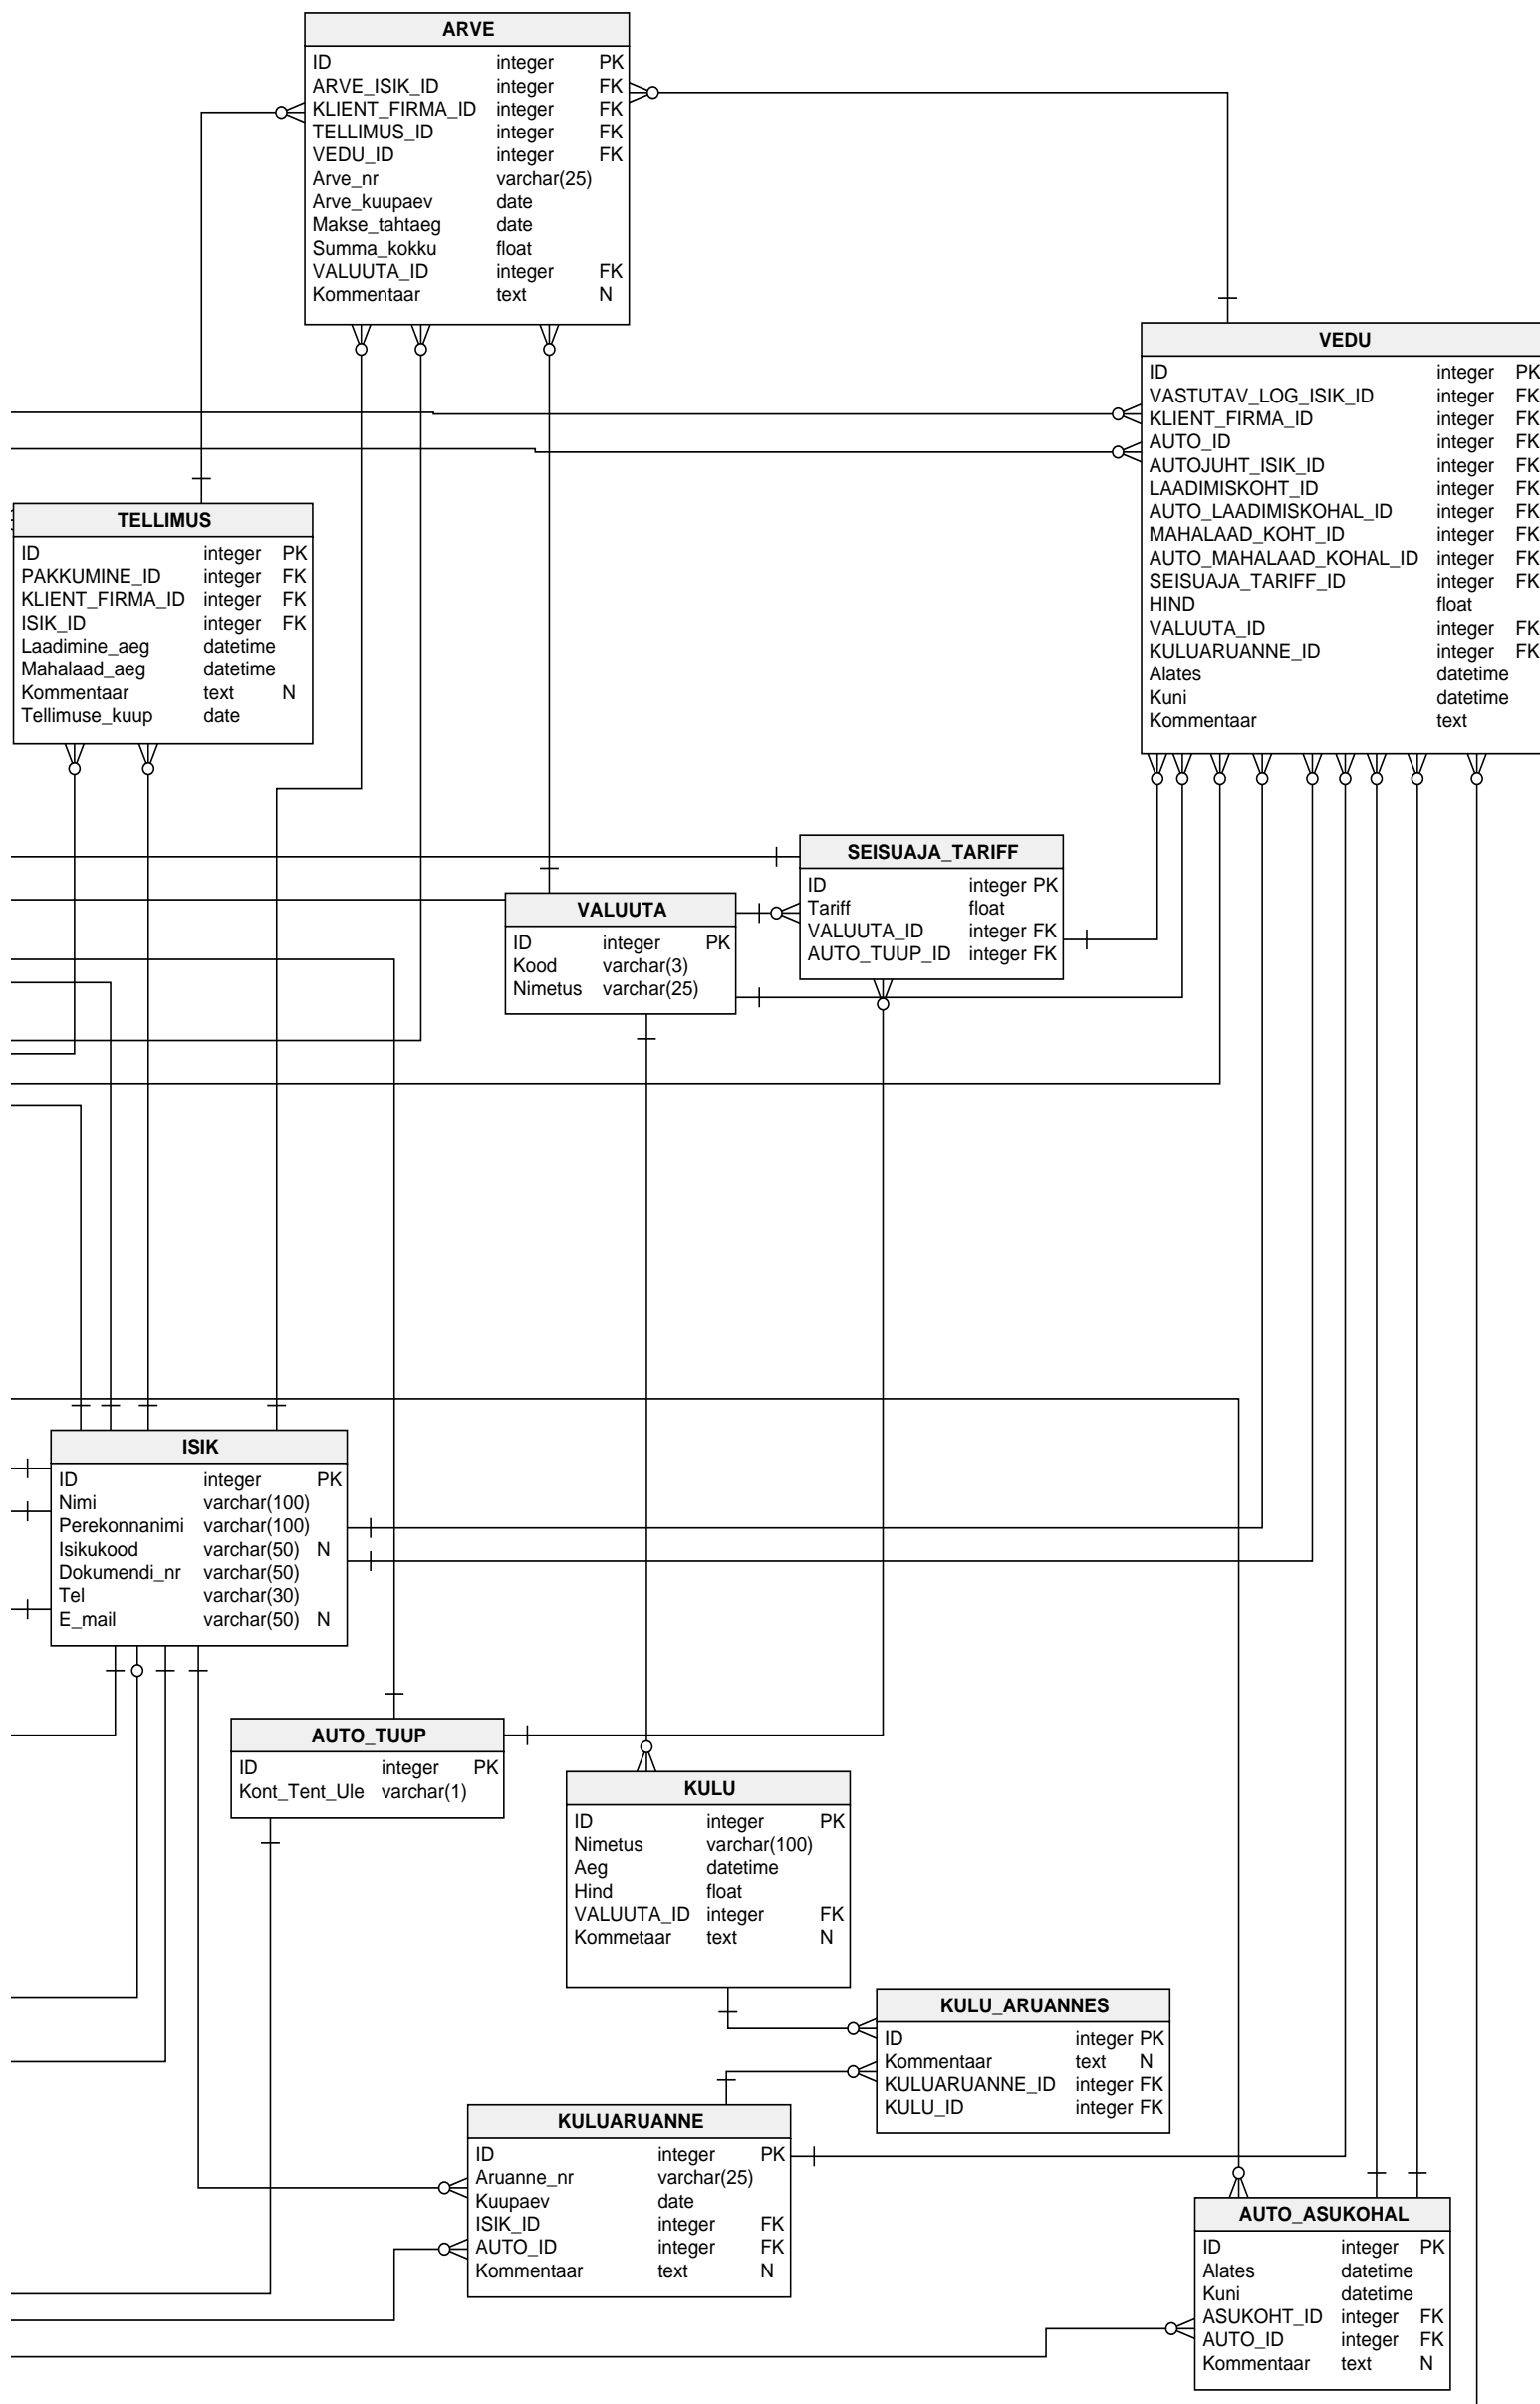 ARVE
ID integer PK
ARVE_ISIK_ID integer FK
KLIENT_FIRMA_ID integer FK
TELLIMUS_ID integer FK
VEDU_ID integer FK
Arve_nr varchar(25)
Arve_kuupaev date
Makse_tahtaeg date
Summa_kokku float
VALUUTA_ID integer FK
Kommentaar text N
VEDU
ID integer PK
VASTUTAV_LOG_ISIK_ID integer FK
KLIENT_FIRMA_ID integer FK
AUTO_ID integer FK
AUTOJUHT_ISIK_ID integer FK
LAADIMISKOHT_ID integer FK
AUTO_LAADIMISKOHAL_ID integer FK
MAHALAAD_KOHT_ID integer FK
AUTO_MAHALAAD_KOHAL_ID integer FK
SEISUAJA_TARIFF_ID integer FK
HIND float
VALUUTA_ID integer FK
KULUARUANNE_ID integer FK
Alates datetime
Kuni datetime
Kommentaar text
TELLIMUS
ID integer PK
PAKKUMINE_ID integer FK
KLIENT_FIRMA_ID integer FK
ISIK_ID integer FK
Laadimine_aeg datetime
Mahalaad_aeg datetime
Kommentaar text N
Tellimuse_kuup date
SEISUAJA_TARIFF
ID integer PK
Tariff float
VALUUTA_ID integer FK
AUTO_TUUP_ID integer FK
VALUUTA
ID integer PK
Kood varchar(3)
Nimetus varchar(25)
ISIK
ID integer PK
Nimi varchar(100)
Perekonnanimi varchar(100)
Isikukood varchar(50) N
Dokumendi_nr varchar(50)
Tel varchar(30)
E_mail varchar(50) N
AUTO_TUUP
ID integer PK
Kont_Tent_Ule varchar(1)
KULU
ID integer PK
Nimetus varchar(100)
Aeg datetime
Hind float
VALUUTA_ID integer FK
Kommetaar text N
KULU_ARUANNES
ID integer PK
Kommentaar text N
KULUARUANNE_ID integer FK
KULU_ID integer FK
KULUARUANNE
ID integer PK
Aruanne_nr varchar(25)
Kuupaev date
ISIK_ID integer FK
AUTO_ID integer FK
Kommentaar text N
AUTO_ASUKOHAL
ID integer PK
Alates datetime
Kuni datetime
ASUKOHT_ID integer FK
AUTO_ID integer FK
Kommentaar text N